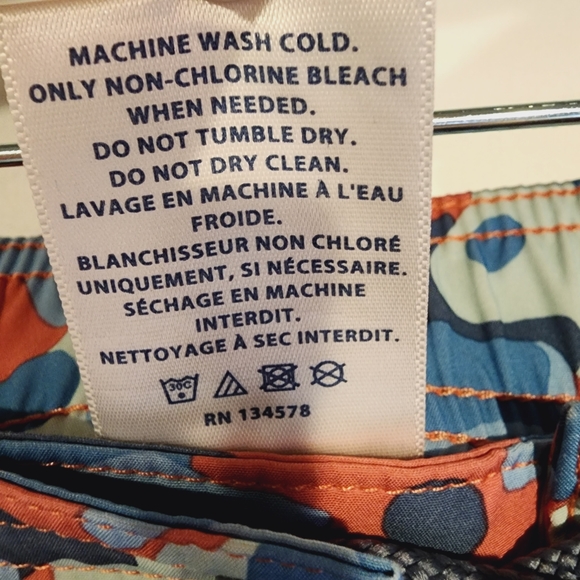 MACHINE WASH COLD.
ONLY NON-CHLORINE BLEACH
WHEN NEEDED.
DO NOT TUMBLE DRY.
DO NOT DRY CLEAN.
LAVAGE EN MACHINE À L'EAU
FROIDE.
BLANCHISSEUR NON CHLORÉ
UNIQUEMENT, SI NÉCESSAIRE.
SÉCHAGE EN MACHINE
INTERDIT.
NETTOYAGE À SEC INTERDIT.
30C
RN 134578